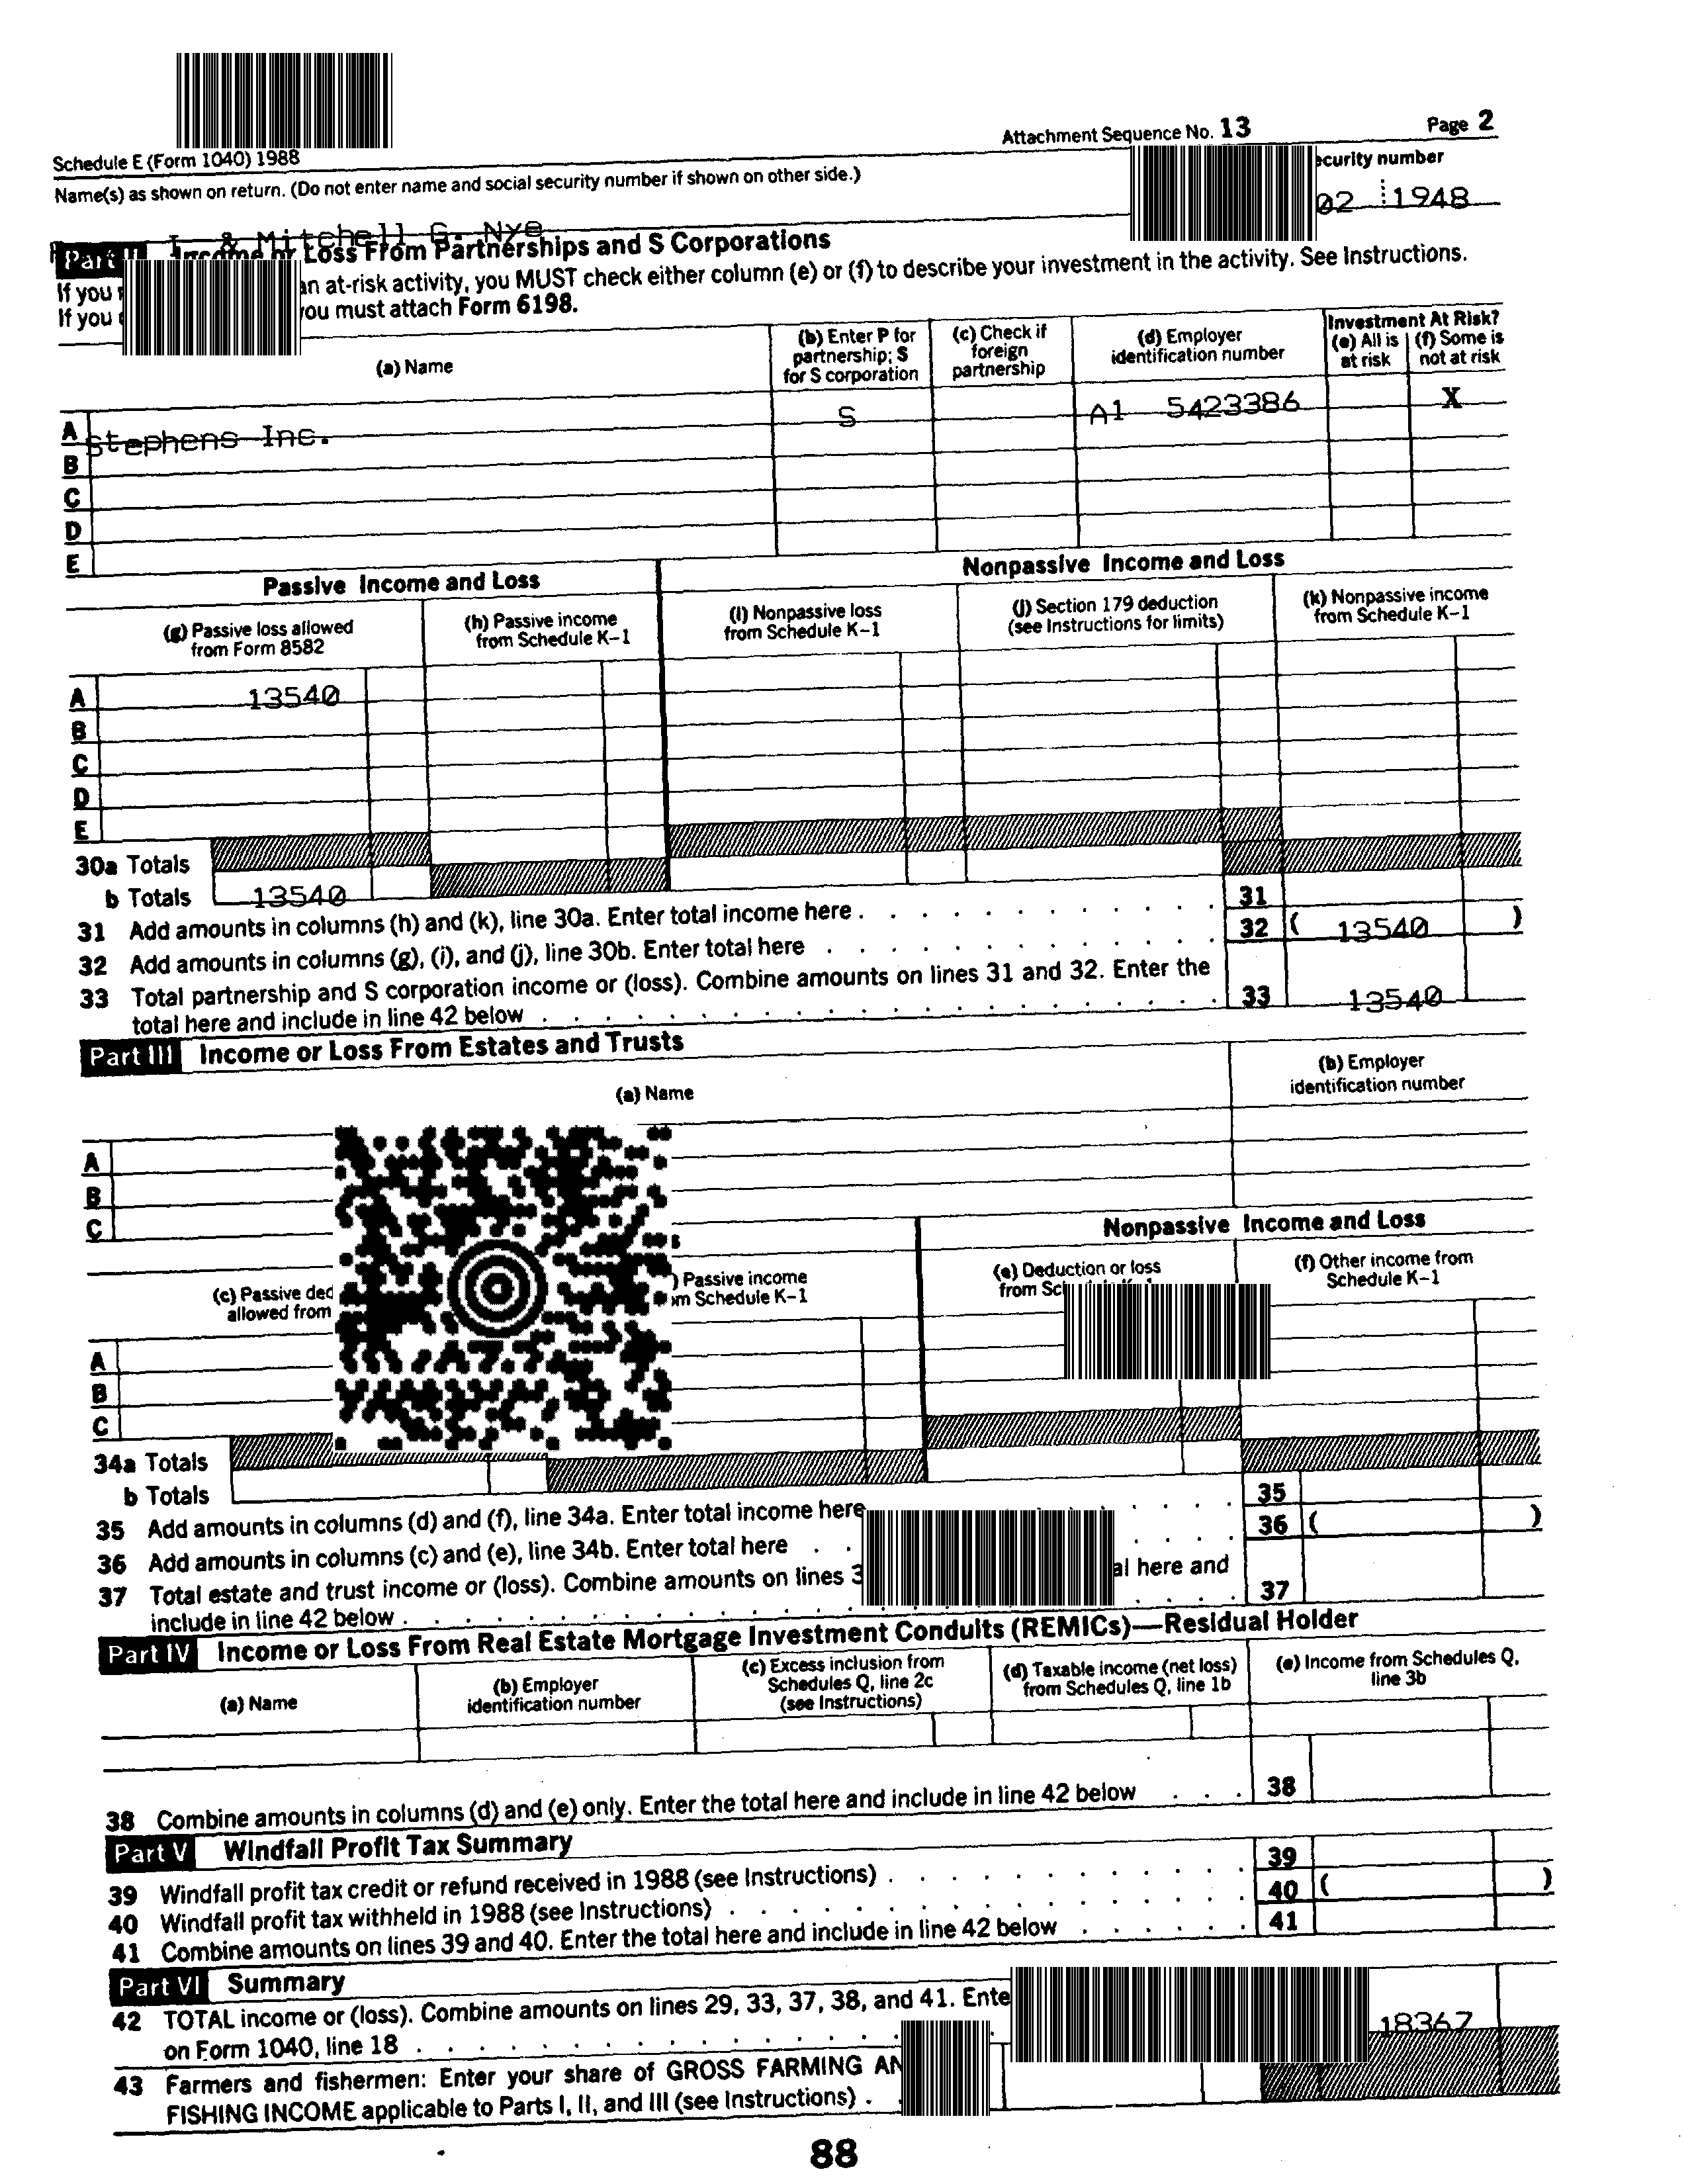 Attachment Sequence No. 13 Page 2
Schedule E (Form 1040) 1988
Name(s) as shown on return. (Do not enter name and social security number if shown on other side.) security number
I. & Mitchell G. Nye 02 1948
Part II Income or Loss From Partnerships and S Corporations
If you an at-risk activity, you MUST check either column (e) or (f) to describe your investment in the activity. See Instructions.
If you you must attach Form 6198.
(a) Name (b) Enter P for partnership; S for S corporation (c) Check if foreign partnership (d) Employer identification number Investment At Risk? (e) All is at risk (f) Some is not at risk
A Stephens Inc. S A1 5423386 X
B
C
D
E
Passive Income and Loss Nonpassive Income and Loss
(g) Passive loss allowed from Form 8582 (h) Passive income from Schedule K–1 (i) Nonpassive loss from Schedule K–1 (j) Section 179 deduction (see Instructions for limits) (k) Nonpassive income from Schedule K–1
A 13540
B
C
D
E
30a Totals
b Totals 13540
31 Add amounts in columns (h) and (k), line 30a. Enter total income here 31
32 Add amounts in columns (g), (i), and (j), line 30b. Enter total here 32 ( 13540 )
33 Total partnership and S corporation income or (loss). Combine amounts on lines 31 and 32. Enter the
total here and include in line 42 below 33 13540
Part III Income or Loss From Estates and Trusts
(a) Name (b) Employer identification number
A
B
C
Nonpassive Income and Loss
(c) Passive allowed from Passive income Schedule K–1 (e) Deduction or loss from (f) Other income from Schedule K–1
A
B
C
34a Totals
b Totals
35 Add amounts in columns (d) and (f), line 34a. Enter total income here 35
36 Add amounts in columns (c) and (e), line 34b. Enter total here 36 ( )
37 Total estate and trust income or (loss). Combine amounts on lines here and
include in line 42 below 37
Part IV Income or Loss From Real Estate Mortgage Investment Conduits (REMICs)—Residual Holder
(a) Name (b) Employer identification number (c) Excess inclusion from Schedules Q, line 2c (see Instructions) (d) Taxable income (net loss) from Schedules Q, line 1b (e) Income from Schedules Q, line 3b
38 Combine amounts in columns (d) and (e) only. Enter the total here and include in line 42 below 38
Part V Windfall Profit Tax Summary
39 Windfall profit tax credit or refund received in 1988 (see Instructions) 39
40 Windfall profit tax withheld in 1988 (see Instructions) 40 ( )
41 Combine amounts on lines 39 and 40. Enter the total here and include in line 42 below 41
Part VI Summary
42 TOTAL income or (loss). Combine amounts on lines 29, 33, 37, 38, and 41.
on Form 1040, line 18 18367
43 Farmers and fishermen: Enter your share of GROSS FARMING
FISHING INCOME applicable to Parts I, II, and III (see Instructions)
88